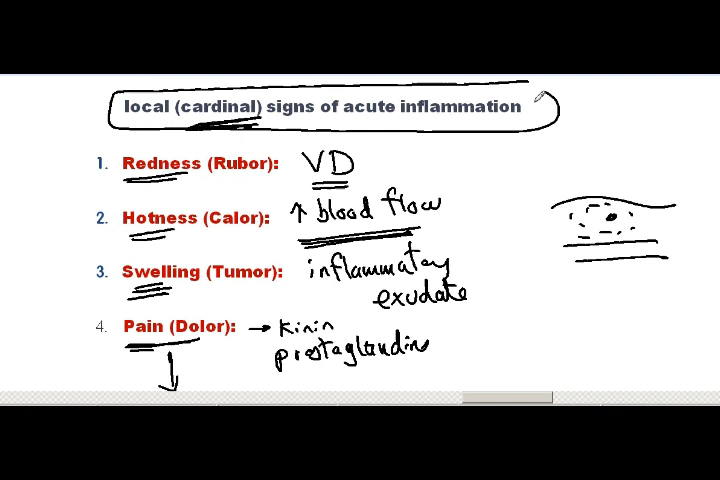 local (cardinal) signs of acute inflammation
1. Redness (Rubor): VD
2. Hotness (Calor): ↑ blood flow
3. Swelling (Tumor): inflammatory
exudate
4. Pain (Dolor): → Kinin
prostaglandins